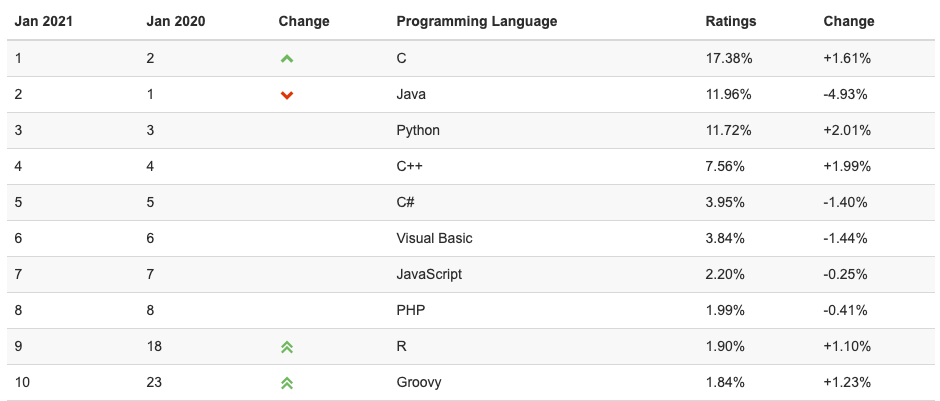 Jan 2021 Jan 2020 Change Programming Language Ratings Change
1 2 C 17.38% +1.61%
2 1 Java 11.96% -4.93%
3 3 Python 11.72% +2.01%
4 4 C++ 7.56% +1.99%
5 5 C# 3.95% -1.40%
6 6 Visual Basic 3.84% -1.44%
7 7 JavaScript 2.20% -0.25%
8 8 PHP 1.99% -0.41%
9 18 R 1.90% +1.10%
10 23 Groovy 1.84% +1.23%